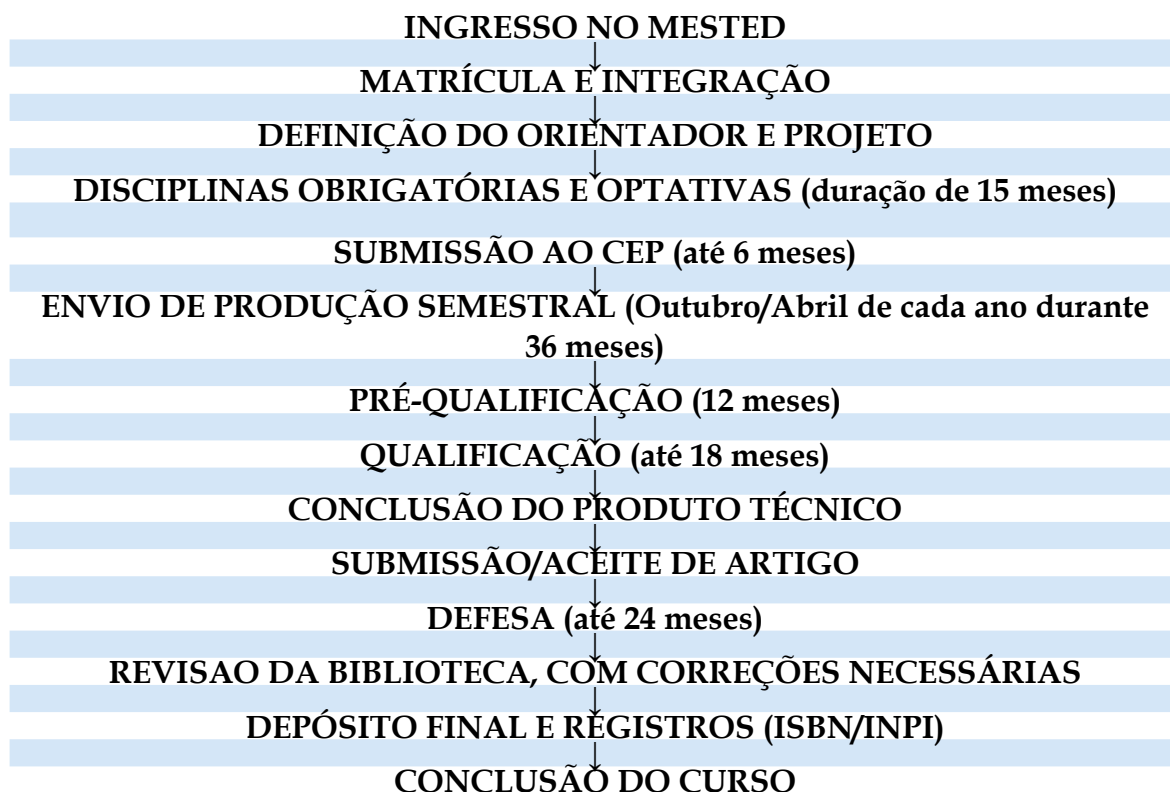 INGRESSO NO MESTED
↓
MATRÍCULA E INTEGRAÇÃO
↓
DEFINIÇÃO DO ORIENTADOR E PROJETO
↓
DISCIPLINAS OBRIGATÓRIAS E OPTATIVAS (duração de 15 meses)
SUBMISSÃO AO CEP (até 6 meses)
↓
ENVIO DE PRODUÇÃO SEMESTRAL (Outubro/Abril de cada ano durante
36 meses)
↓
PRÉ-QUALIFICAÇÃO (12 meses)
↓
QUALIFICAÇÃO (até 18 meses)
↓
CONCLUSÃO DO PRODUTO TÉCNICO
↓
SUBMISSÃO/ACEITE DE ARTIGO
↓
DEFESA (até 24 meses)
↓
REVISAO DA BIBLIOTECA, COM CORREÇÕES NECESSÁRIAS
↓
DEPÓSITO FINAL E REGISTROS (ISBN/INPI)
↓
CONCLUSÃO DO CURSO